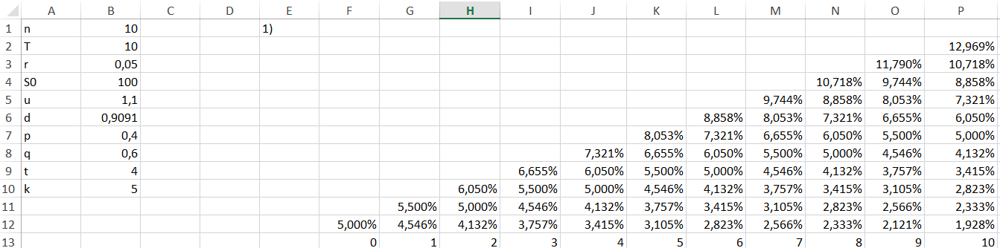 A B C D E F G H I J K L M N O P
1 n 10 1)
2 T 10 12,969%
3 r 0,05 11,790% 10,718%
4 S0 100 10,718% 9,744% 8,858%
5 u 1,1 9,744% 8,858% 8,053% 7,321%
6 d 0,9091 8,858% 8,053% 7,321% 6,655% 6,050%
7 p 0,4 8,053% 7,321% 6,655% 6,050% 5,500% 5,000%
8 q 0,6 7,321% 6,655% 6,050% 5,500% 5,000% 4,546% 4,132%
9 t 4 6,655% 6,050% 5,500% 5,000% 4,546% 4,132% 3,757% 3,415%
10 k 5 6,050% 5,500% 5,000% 4,546% 4,132% 3,757% 3,415% 3,105% 2,823%
11 5,500% 5,000% 4,546% 4,132% 3,757% 3,415% 3,105% 2,823% 2,566% 2,333%
12 5,000% 4,546% 4,132% 3,757% 3,415% 3,105% 2,823% 2,566% 2,333% 2,121% 1,928%
13 0 1 2 3 4 5 6 7 8 9 10